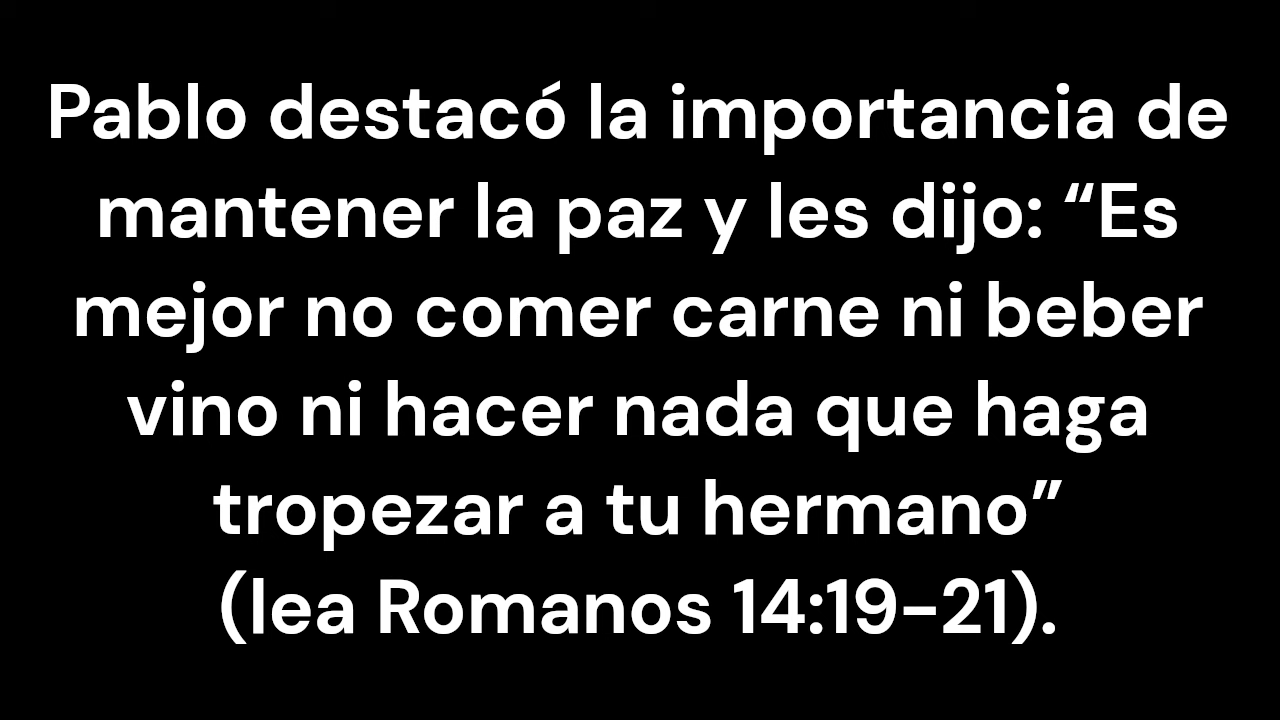 Pablo destacó la importancia de
mantener la paz y les dijo: “Es
mejor no comer carne ni beber
vino ni hacer nada que haga
tropezar a tu hermano”
(lea Romanos 14:19–21).